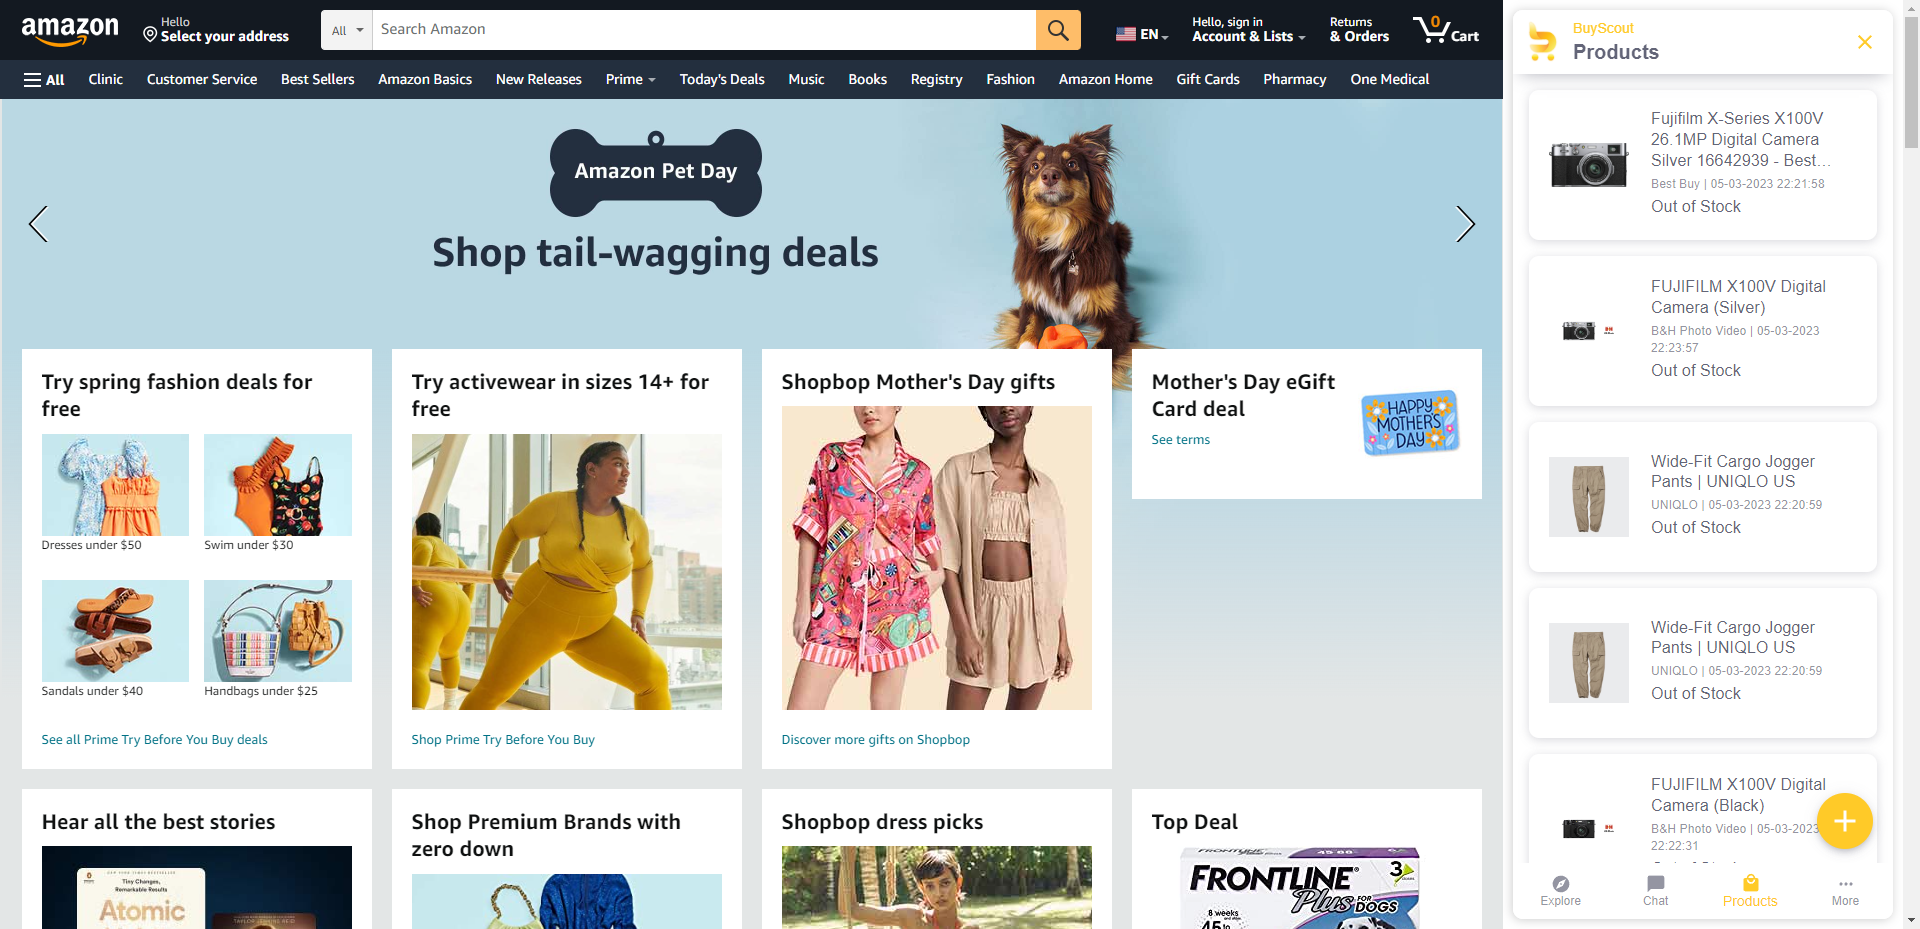 amazon
Hello
Select your address
All
Search Amazon
EN
Hello, sign in
Account & Lists
Returns
& Orders
0
Cart
All
Clinic
Customer Service
Best Sellers
Amazon Basics
New Releases
Prime
Today's Deals
Music
Books
Registry
Fashion
Amazon Home
Gift Cards
Pharmacy
One Medical
Amazon Pet Day
Shop tail-wagging deals
Try spring fashion deals for
free
Dresses under $50
Swim under $30
Sandals under $40
Handbags under $25
See all Prime Try Before You Buy deals
Try activewear in sizes 14+ for
free
Shop Prime Try Before You Buy
Shopbop Mother's Day gifts
Discover more gifts on Shopbop
Mother's Day eGift
Card deal
See terms
HAPPY
MOTHER'S
DAY
Hear all the best stories
Tiny Changes,
Remarkable Results
Atomic
TAYLOR JENKINS REID
Shop Premium Brands with
zero down
Shopbop dress picks
Top Deal
FRONTLINE
Plus FOR
DOGS
3
8 weeks
BuyScout
Products
Fujifilm X-Series X100V
26.1MP Digital Camera
Silver 16642939 - Best...
Best Buy | 05-03-2023 22:21:58
Out of Stock
FUJIFILM X100V Digital
Camera (Silver)
B&H Photo Video | 05-03-2023
22:23:57
Out of Stock
Wide-Fit Cargo Jogger
Pants | UNIQLO US
UNIQLO | 05-03-2023 22:20:59
Out of Stock
Wide-Fit Cargo Jogger
Pants | UNIQLO US
UNIQLO | 05-03-2023 22:20:59
Out of Stock
FUJIFILM X100V Digital
Camera (Black)
B&H Photo Video | 05-03-2023
22:22:31
Explore
Chat
Products
More